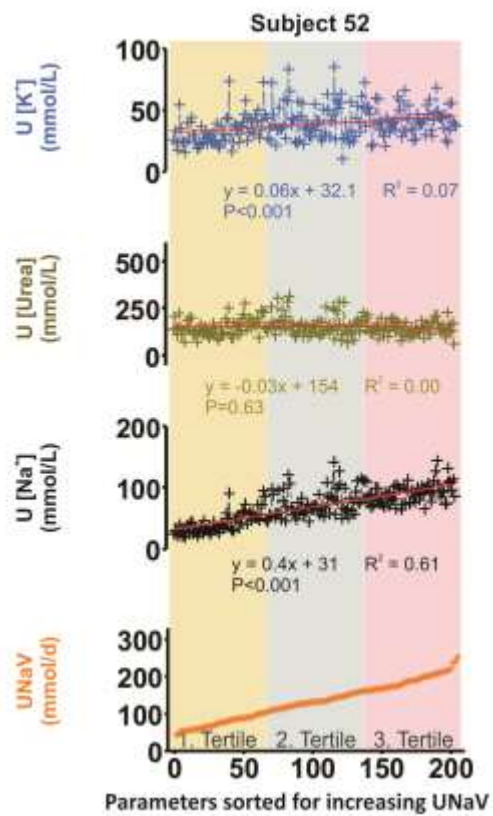 Subject 52
U [K⁺]
(mmol/L)
100
50
0
y = 0.06x + 32.1 R² = 0.07
P<0.001
U [Urea]
(mmol/L)
500
250
0
y = -0.03x + 154 R² = 0.00
P=0.63
U [Na⁺]
(mmol/L)
200
100
0
y = 0.4x + 31 R² = 0.61
P<0.001
UNaV
(mmol/d)
300
200
100
0
1. Tertile 2. Tertile 3. Tertile
0 50 100 150 200
Parameters sorted for increasing UNaV